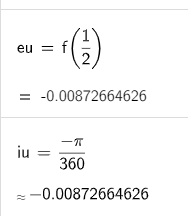 eu = f(1/2)
= -0.00872664626
iu = -π/360
≈ -0.00872664626